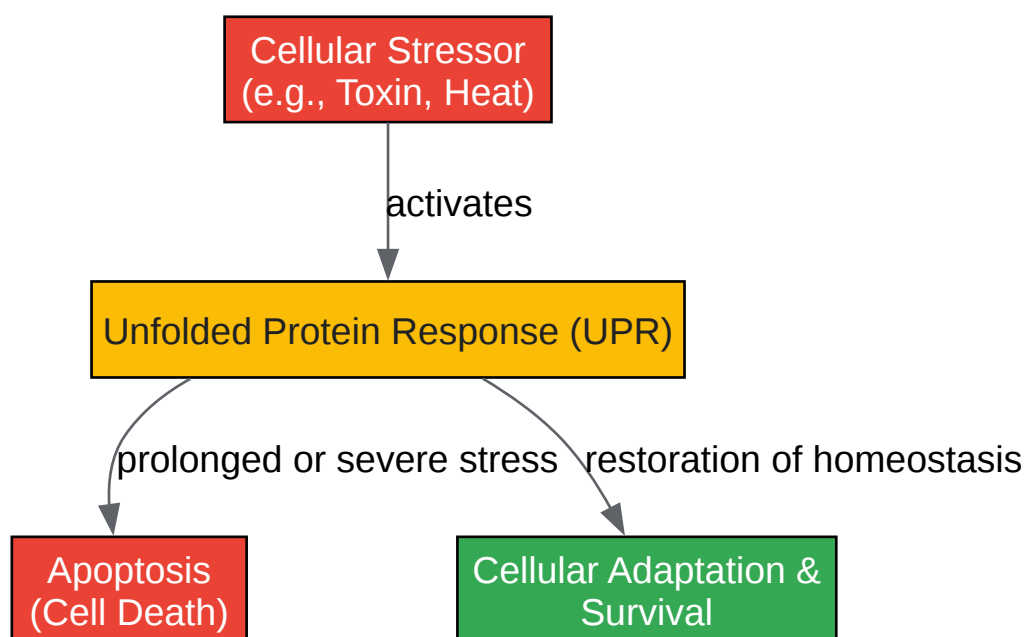 Cellular Stressor
(e.g., Toxin, Heat)
activates
Unfolded Protein Response (UPR)
prolonged or severe stress
restoration of homeostasis
Apoptosis
(Cell Death)
Cellular Adaptation &
Survival